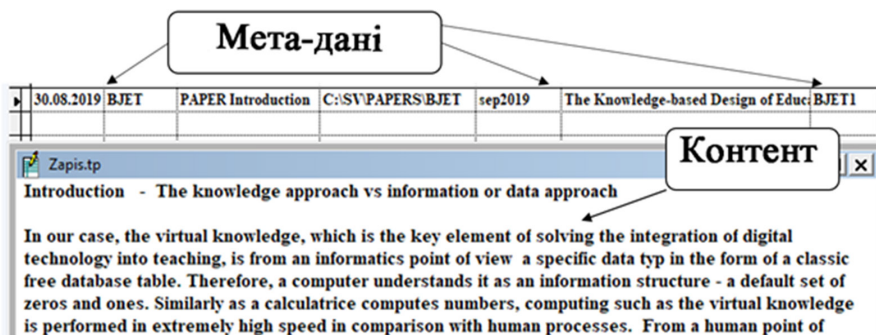 Мета-дані
30.08.2019 BJET PAPER Introduction C:\SV\PAPERS\BJET sep2019 The Knowledge-based Design of Educ: BJET1
Контент
Zapis.tp
Introduction - The knowledge approach vs information or data approach
In our case, the virtual knowledge, which is the key element of solving the integration of digital
technology into teaching, is from an informatics point of view a specific data typ in the form of a classic
free database table. Therefore, a computer understands it as an information structure - a default set of
zeros and ones. Similarly as a calculatrice computes numbers, computing such as the virtual knowledge
is performed in extremely high speed in comparison with human processes. From a human point of